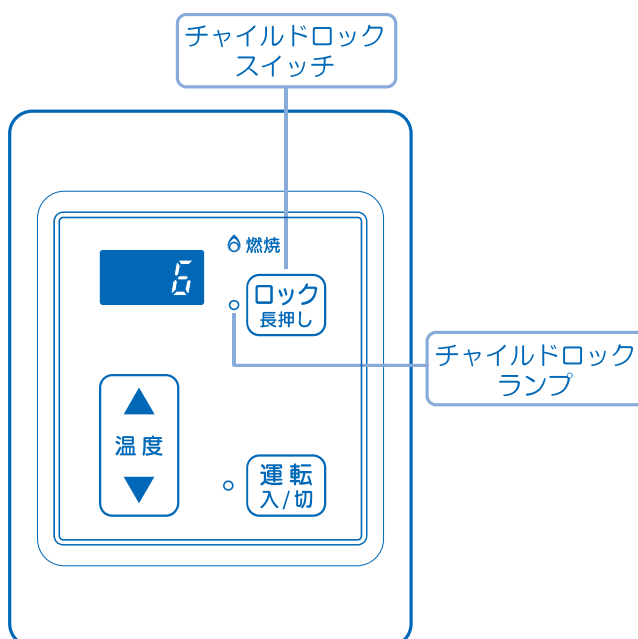 チャイルドロック
スイッチ
燃焼
6
ロック
長押し
チャイルドロック
ランプ
温度
運転
入/切